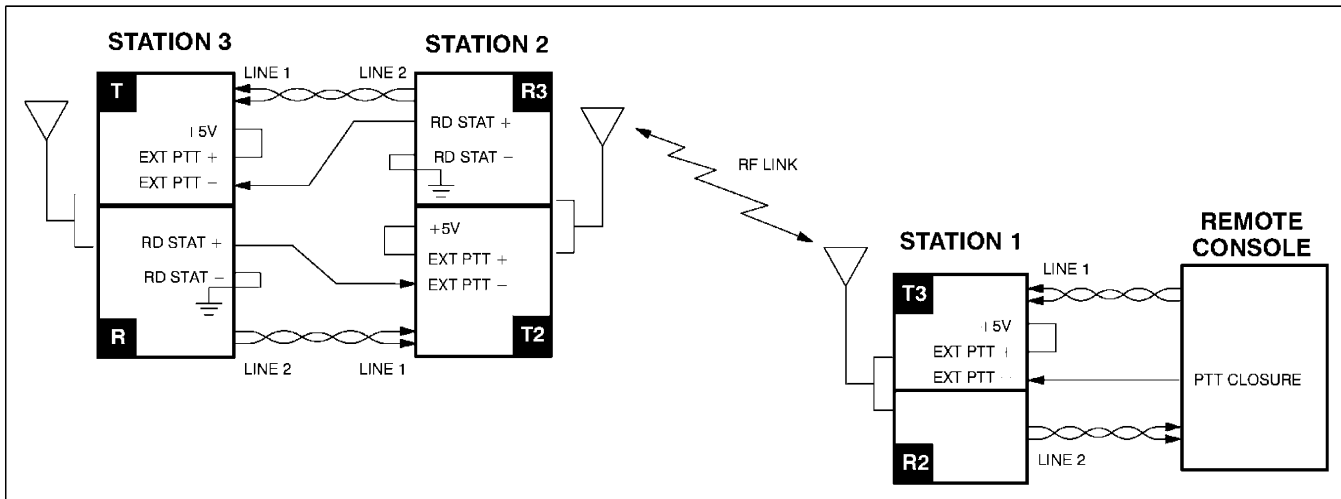 STATION 3
STATION 2
LINE 1
LINE 2
T
R3
+5V
EXT PTT +
EXT PTT −
RD STAT +
RD STAT −
RF LINK
RD STAT +
RD STAT −
+5V
EXT PTT +
EXT PTT −
R
T2
LINE 2
LINE 1
STATION 1
REMOTE
CONSOLE
LINE 1
T3
+5V
EXT PTT +
EXT PTT −
PTT CLOSURE
R2
LINE 2